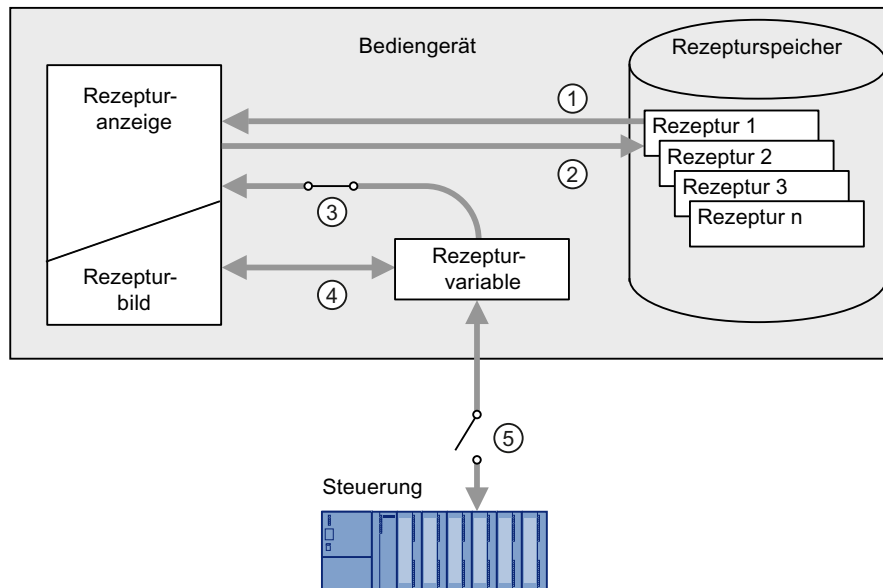 Bediengerät
Rezepturspeicher
Rezeptur-
anzeige
1
Rezeptur 1
2
Rezeptur 2
3
Rezeptur 3
Rezeptur n
Rezeptur-
variable
Rezeptur-
bild
4
5
Steuerung